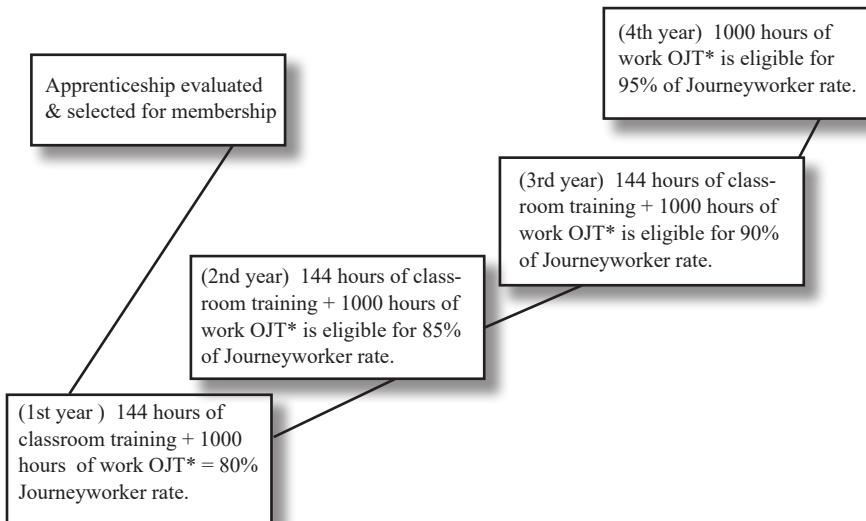 Apprenticeship evaluated
& selected for membership
(1st year ) 144 hours of
classroom training + 1000
hours of work OJT* = 80%
Journeyworker rate.
(2nd year) 144 hours of class-
room training + 1000 hours of
work OJT* is eligible for 85%
of Journeyworker rate.
(3rd year) 144 hours of class-
room training + 1000 hours of
work OJT* is eligible for 90%
of Journeyworker rate.
(4th year) 1000 hours of
work OJT* is eligible for
95% of Journeyworker rate.